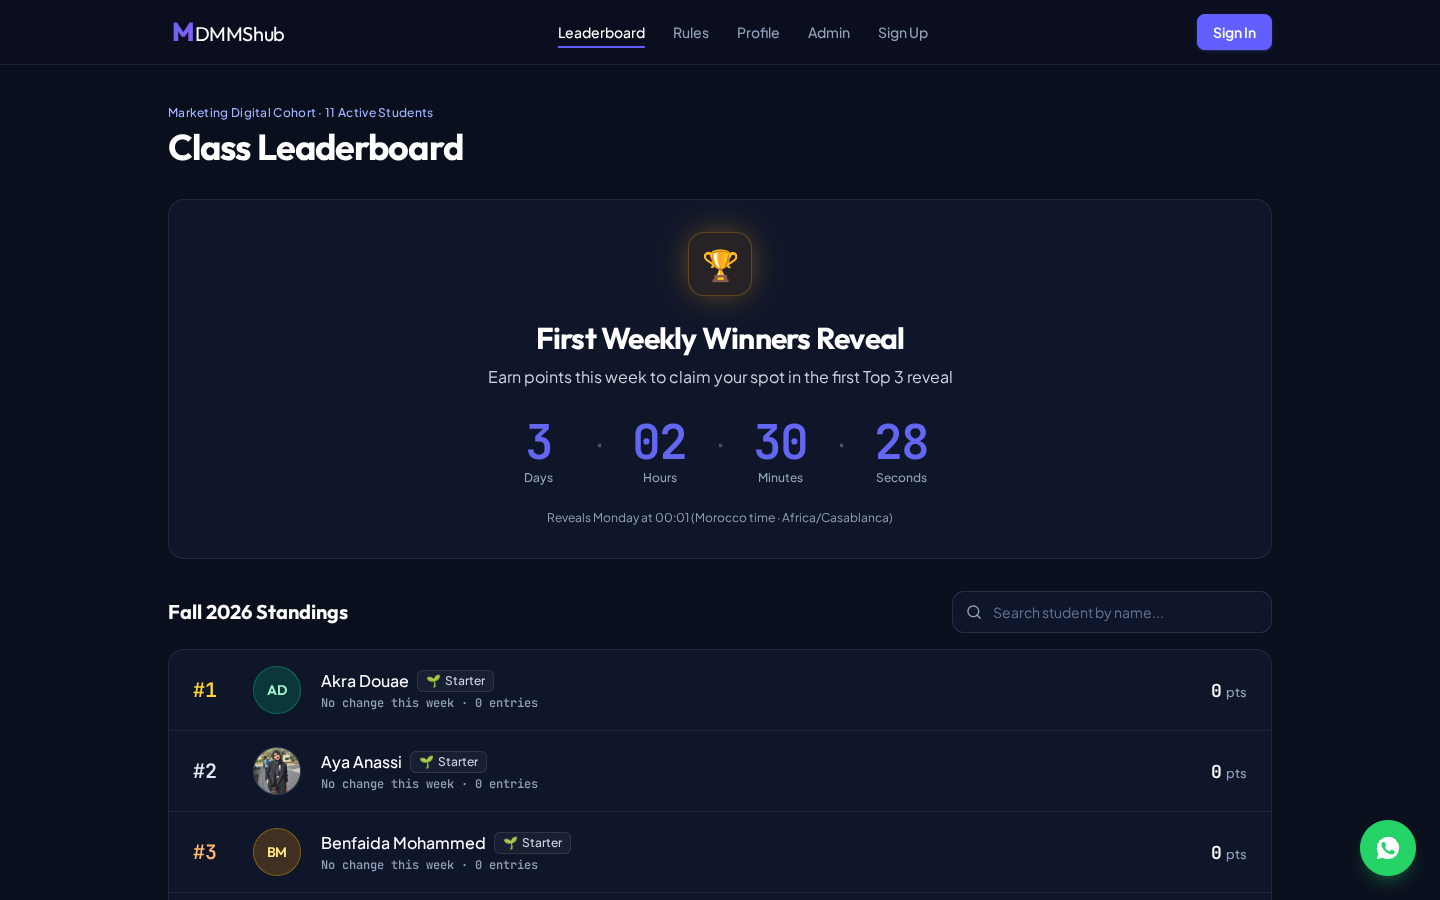 M DMMShub
Leaderboard Rules Profile Admin Sign Up
Sign In
Marketing Digital Cohort · 11 Active Students
Class Leaderboard
First Weekly Winners Reveal
Earn points this week to claim your spot in the first Top 3 reveal
3 · 02 · 30 · 28
Days Hours Minutes Seconds
Reveals Monday at 00:01 (Morocco time · Africa/Casablanca)
Fall 2026 Standings
Search student by name...
#1 AD Akra Douae 🌱 Starter 0 pts
No change this week · 0 entries
#2 Aya Anassi 🌱 Starter 0 pts
No change this week · 0 entries
#3 BM Benfaida Mohammed 🌱 Starter 0 pts
No change this week · 0 entries